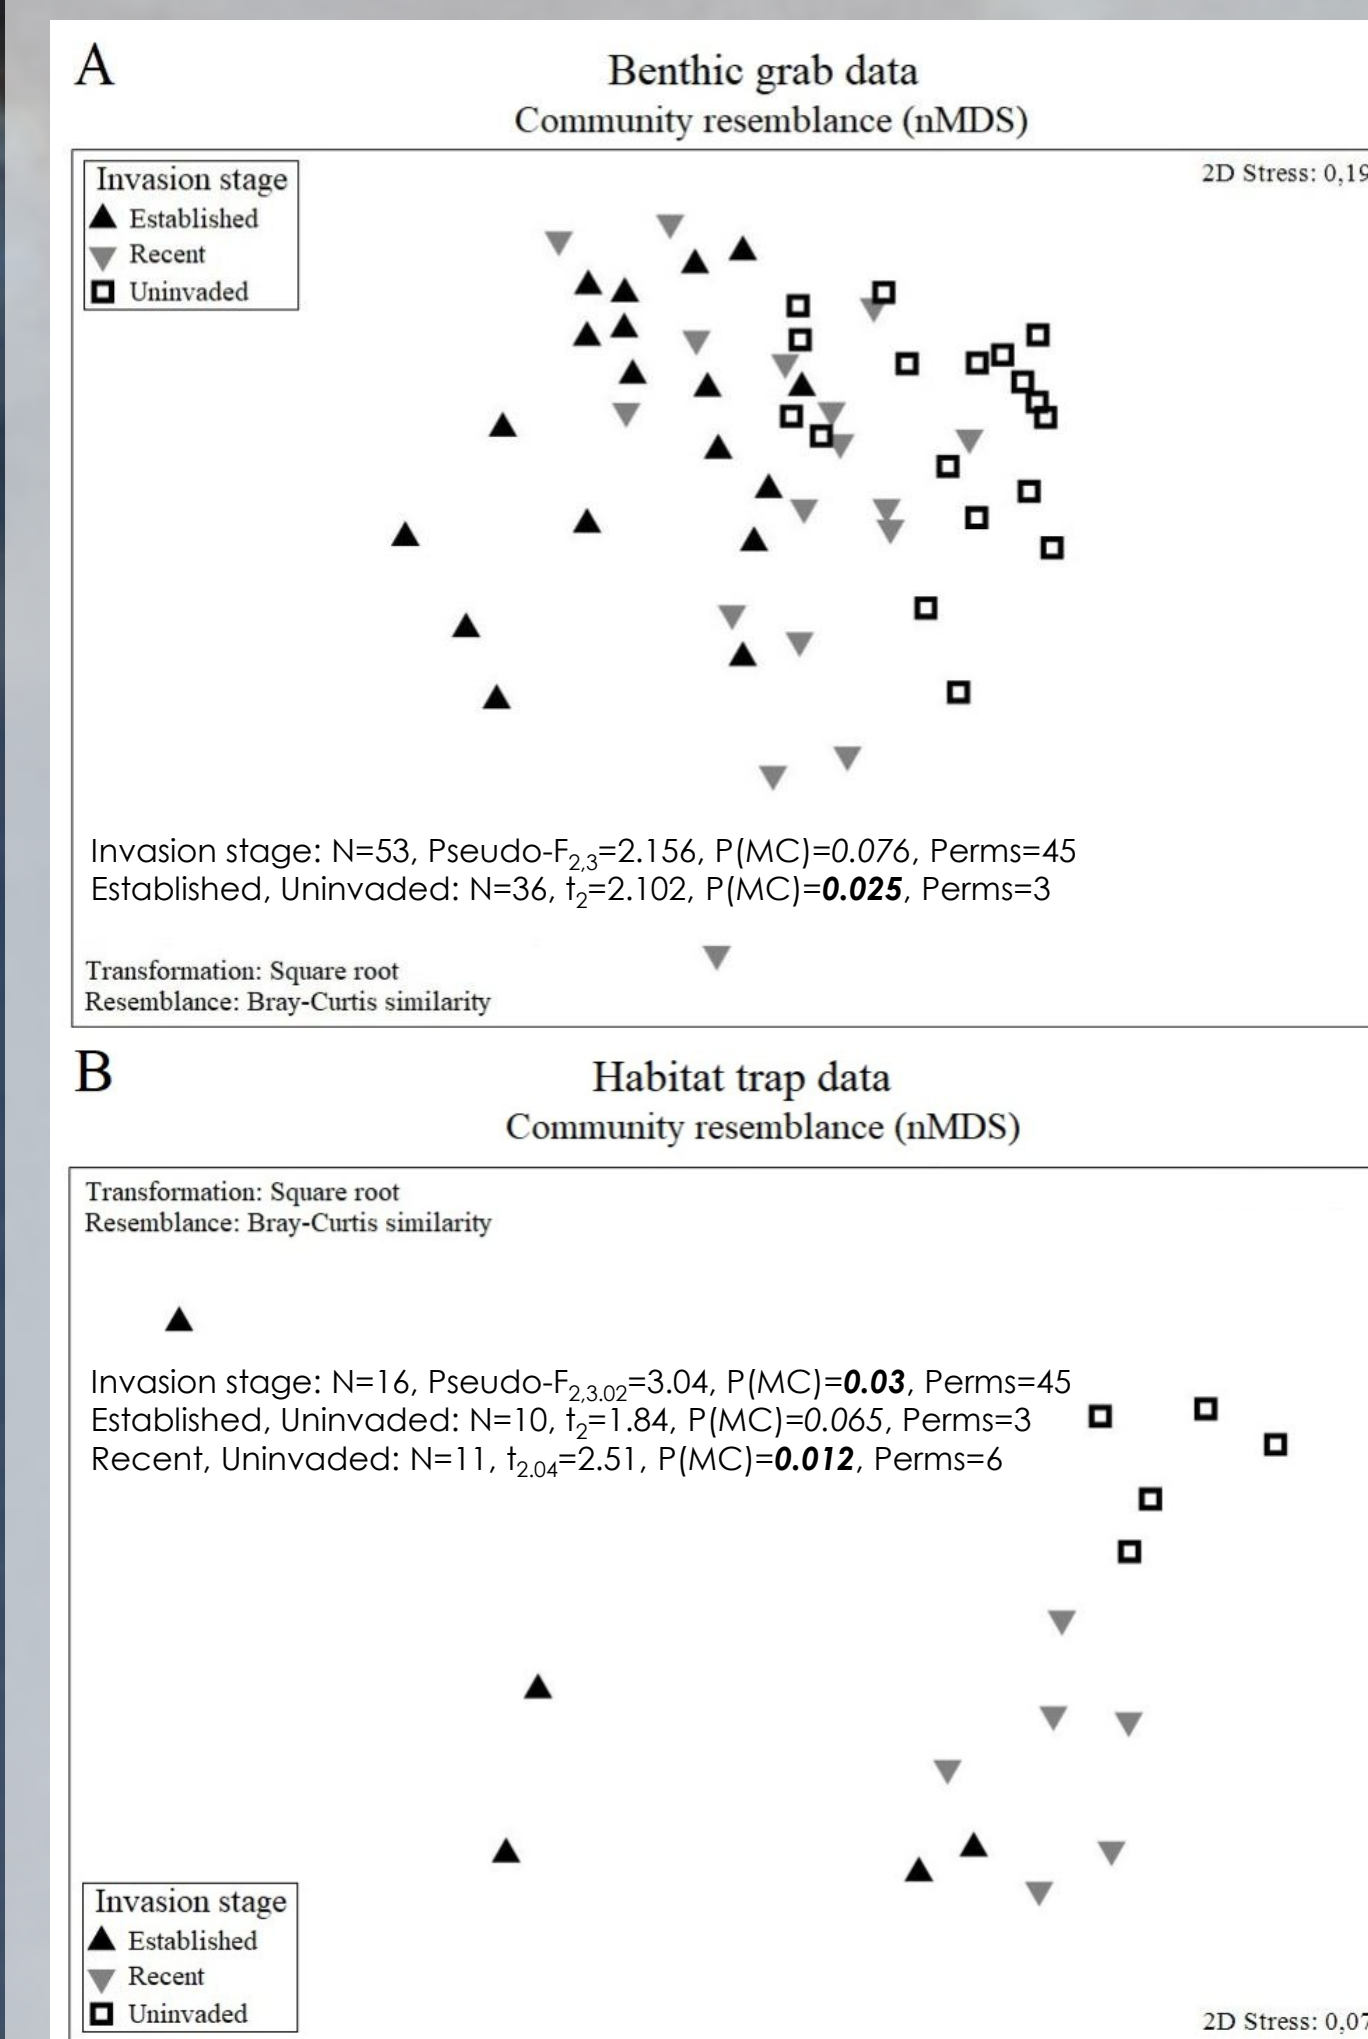 A
Benthic grab data
Community resemblance (nMDS)
Invasion stage
Established
Recent
Uninvaded
2D Stress: 0,19
Invasion stage: N=53, Pseudo-F2,3=2.156, P(MC)=0.076, Perms=45
Established, Uninvaded: N=36, t2=2.102, P(MC)=0.025, Perms=3
Transformation: Square root
Resemblance: Bray-Curtis similarity
B
Habitat trap data
Community resemblance (nMDS)
Transformation: Square root
Resemblance: Bray-Curtis similarity
Invasion stage: N=16, Pseudo-F2,3.02=3.04, P(MC)=0.03, Perms=45
Established, Uninvaded: N=10, t2=1.84, P(MC)=0.065, Perms=3
Recent, Uninvaded: N=11, t2.04=2.51, P(MC)=0.012, Perms=6
Invasion stage
Established
Recent
Uninvaded
2D Stress: 0,07